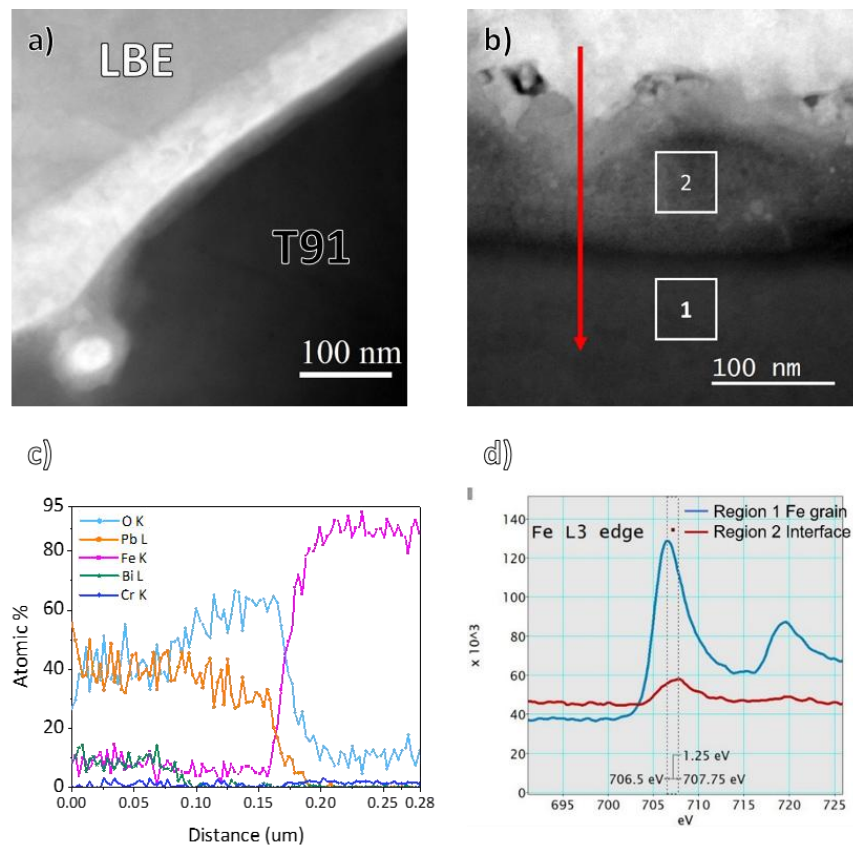 a)
LBE
T91
100 nm
b)
2
1
100 nm
c)
95
80
60
40
20
0
Atomic %
O K
Pb L
Fe K
Bi L
Cr K
0.00
0.05
0.10
0.15
0.20
0.25
0.28
Distance (um)
d)
Fe L3 edge
Region 1 Fe grain
Region 2 Interface
x 10^3
140
120
100
80
60
40
20
0
1.25 eV
706.5 eV
707.75 eV
695
700
705
710
715
720
725
eV